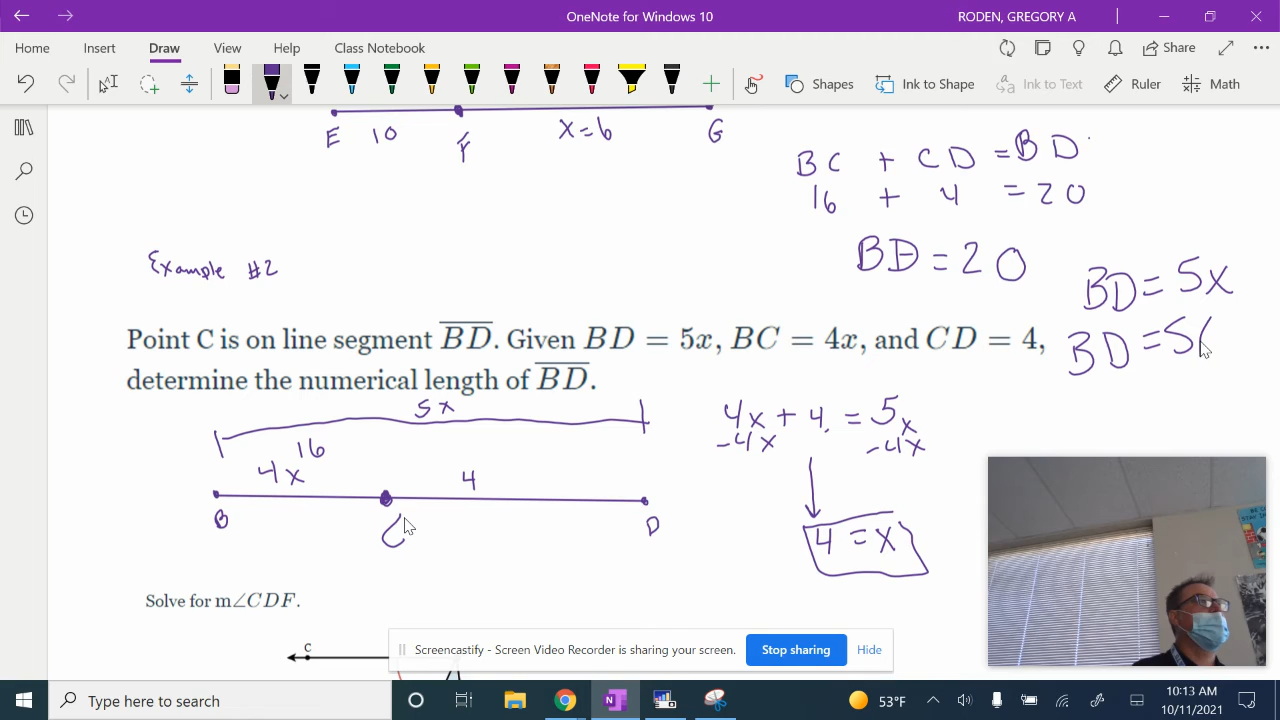 OneNote for Windows 10
RODEN, GREGORY A
Home Insert Draw View Help Class Notebook
Share
Shapes Ink to Shape Ink to Text Ruler Math
E 10 F x=6 G
BC + CD = BD
16 + 4 = 20
BD = 20
Example #2
BD = 5x
BD = 5(
Point C is on line segment BD. Given BD = 5x, BC = 4x, and CD = 4,
determine the numerical length of BD.
5x
4x + 4 = 5x
-4x -4x
16
4x 4
B C D
4 = x
Solve for m∠CDF.
C
Screencastify - Screen Video Recorder is sharing your screen.
Stop sharing
Hide
Type here to search
53°F
10:13 AM
10/11/2021